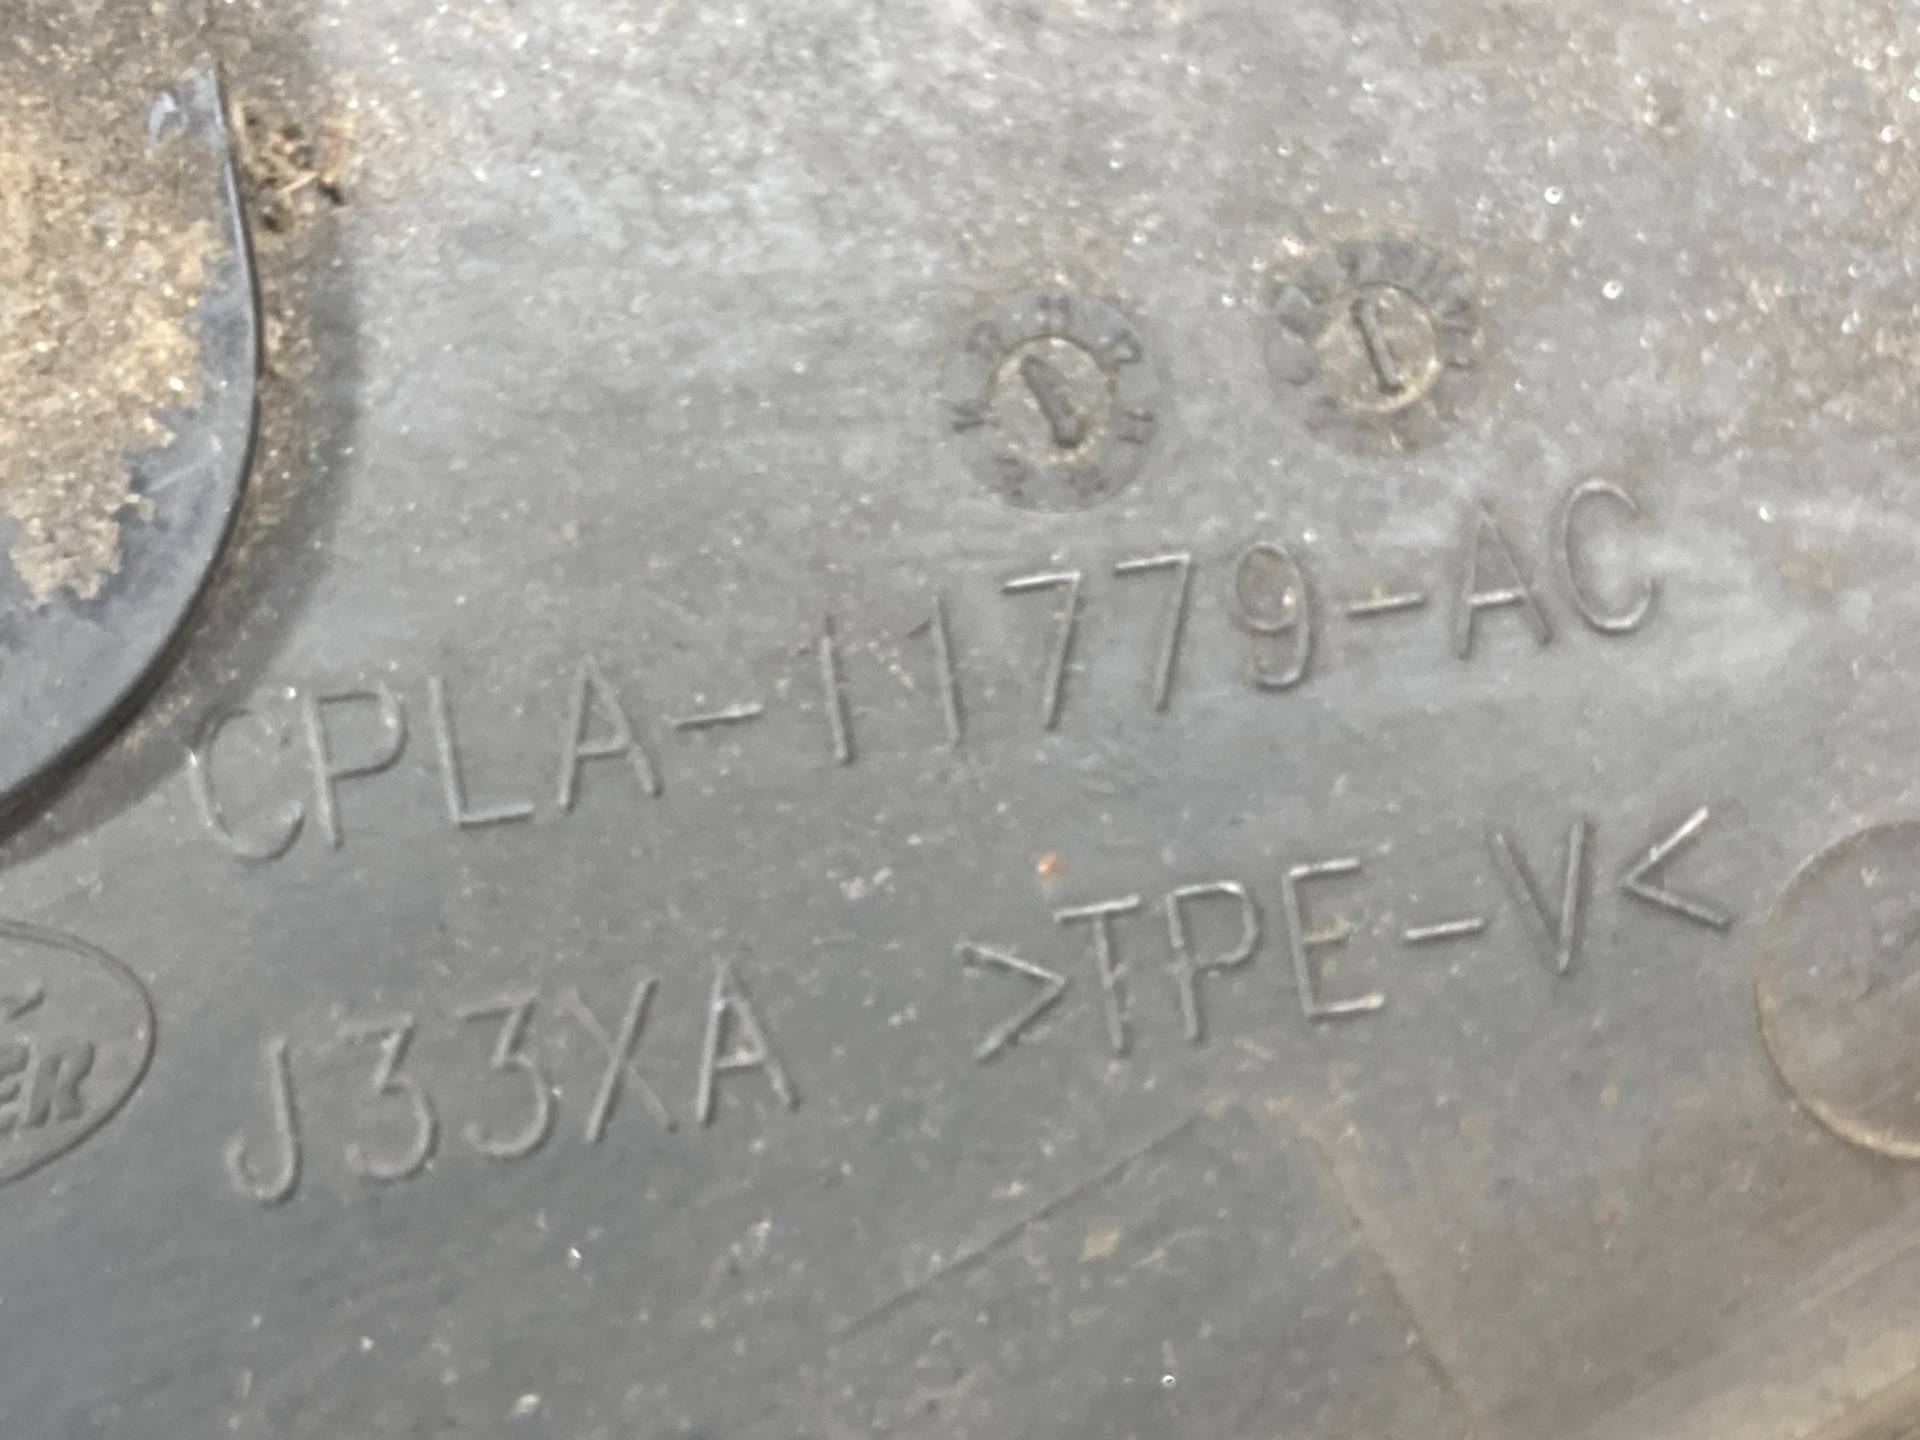 CPLA-11779-AC
J33XA >TPE-V<